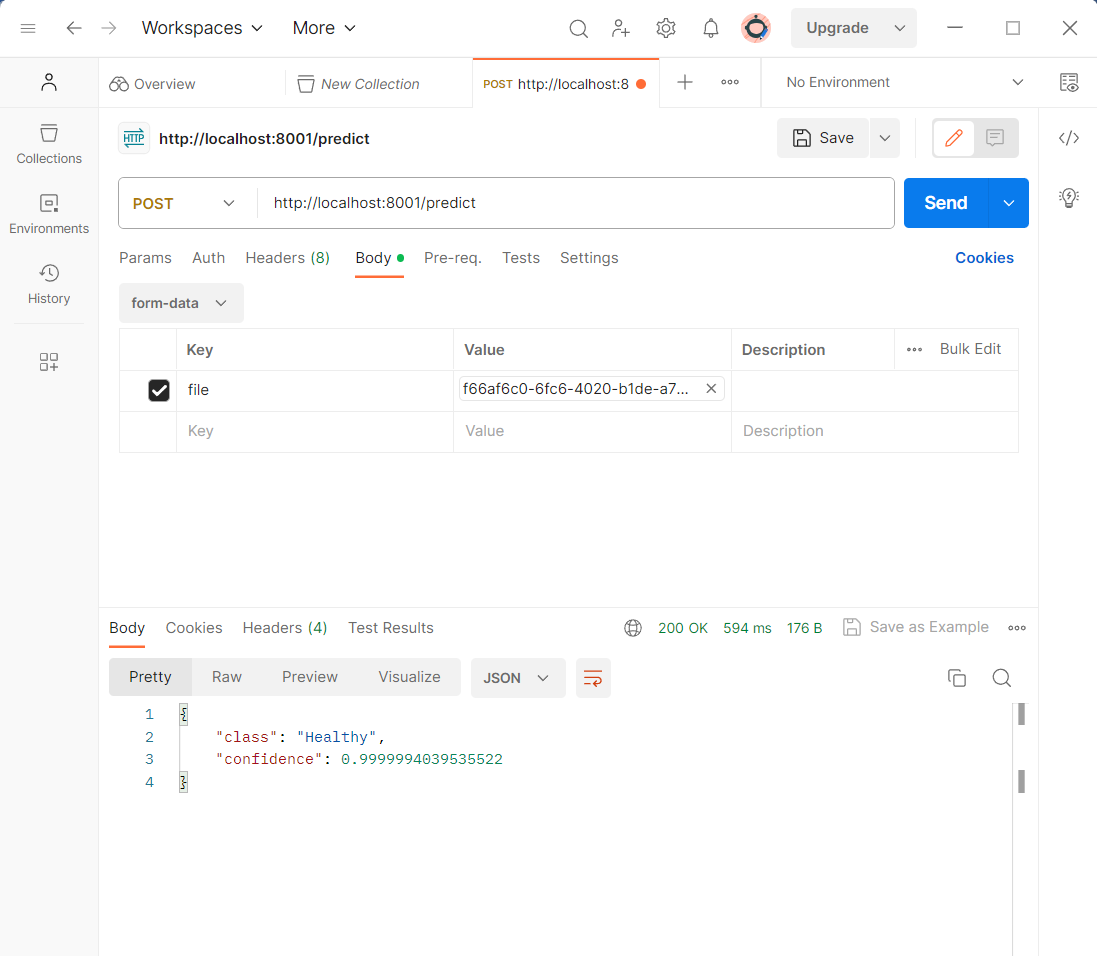 Workspaces More Upgrade
Overview New Collection POST http://localhost:8 No Environment
HTTP http://localhost:8001/predict Save
Collections
Environments
History
POST http://localhost:8001/predict Send
Params Auth Headers (8) Body Pre-req. Tests Settings Cookies
form-data
Key Value Description Bulk Edit
file f66af6c0-6fc6-4020-b1de-a7...
Key Value Description
Body Cookies Headers (4) Test Results 200 OK 594 ms 176 B Save as Example
Pretty Raw Preview Visualize JSON
1 {
2 "class": "Healthy",
3 "confidence": 0.9999994039535522
4 }